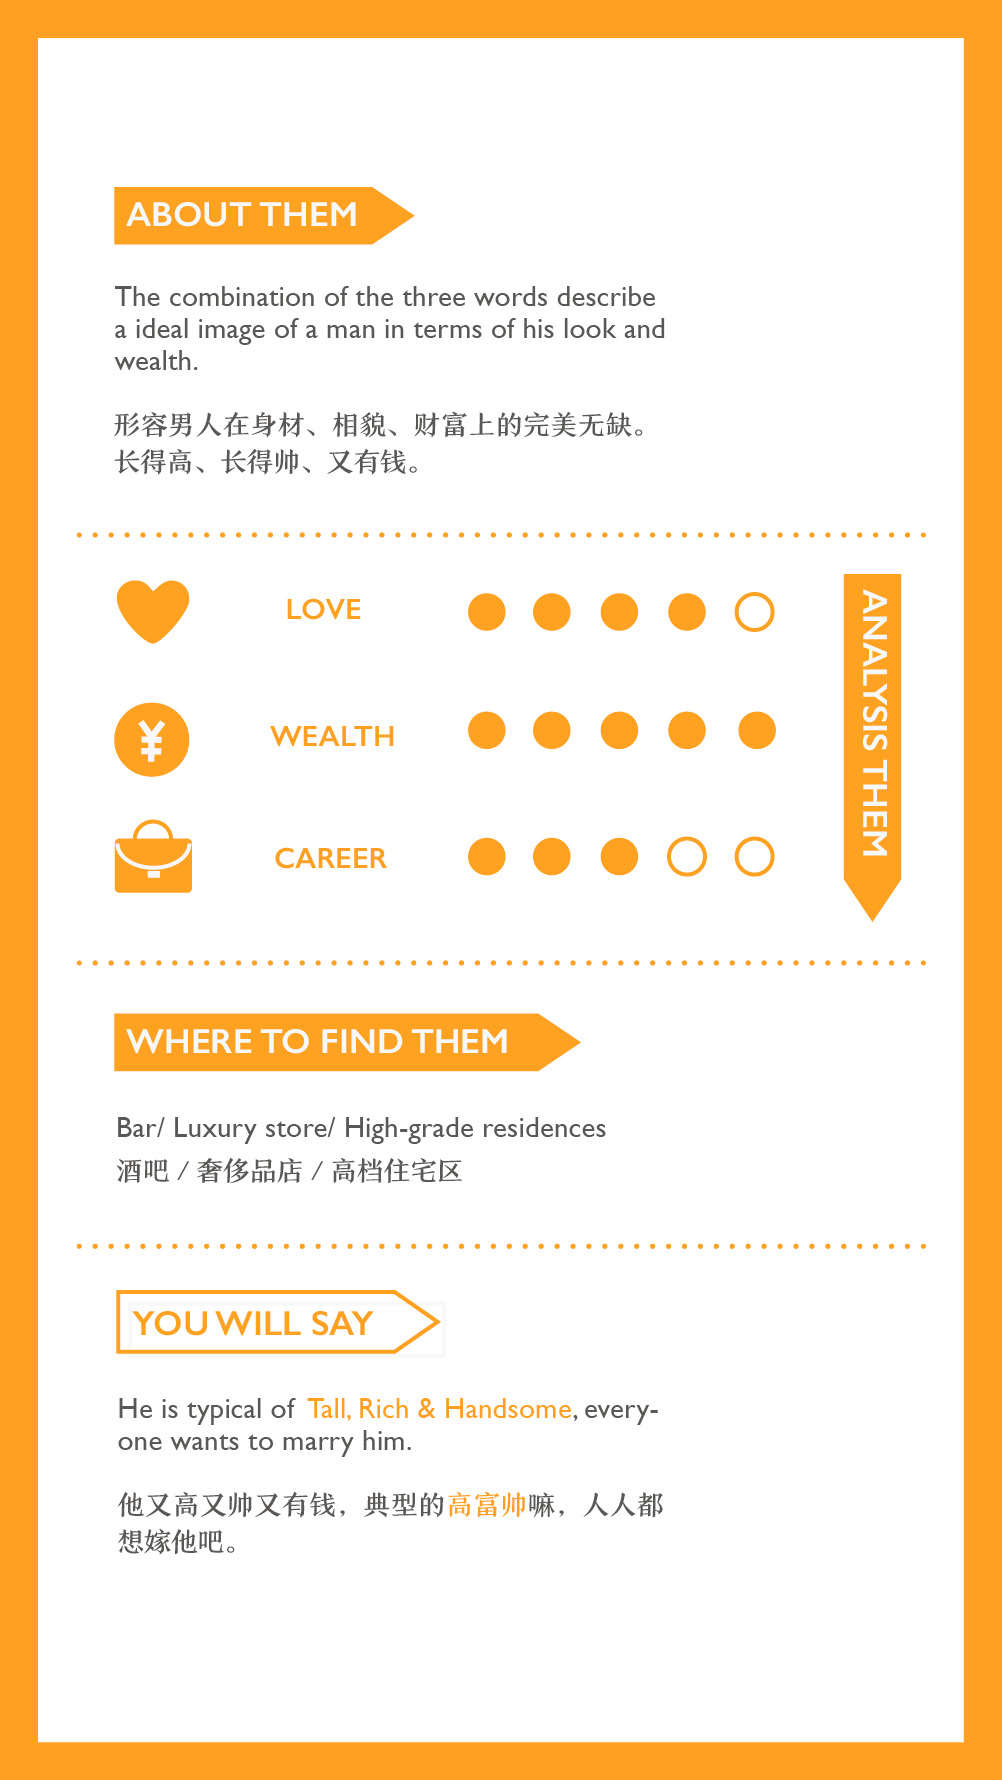 ABOUT THEM
The combination of the three words describe
a ideal image of a man in terms of his look and
wealth.
形容男人在身材、相貌、财富上的完美无缺。
长得高、长得帅、又有钱。
LOVE
WEALTH
CAREER
ANALYSIS THEM
WHERE TO FIND THEM
Bar/ Luxury store/ High-grade residences
酒吧 / 奢侈品店 / 高档住宅区
YOU WILL SAY
He is typical of Tall, Rich & Handsome, every-
one wants to marry him.
他又高又帅又有钱，典型的高富帅嘛，人人都
想嫁他吧。